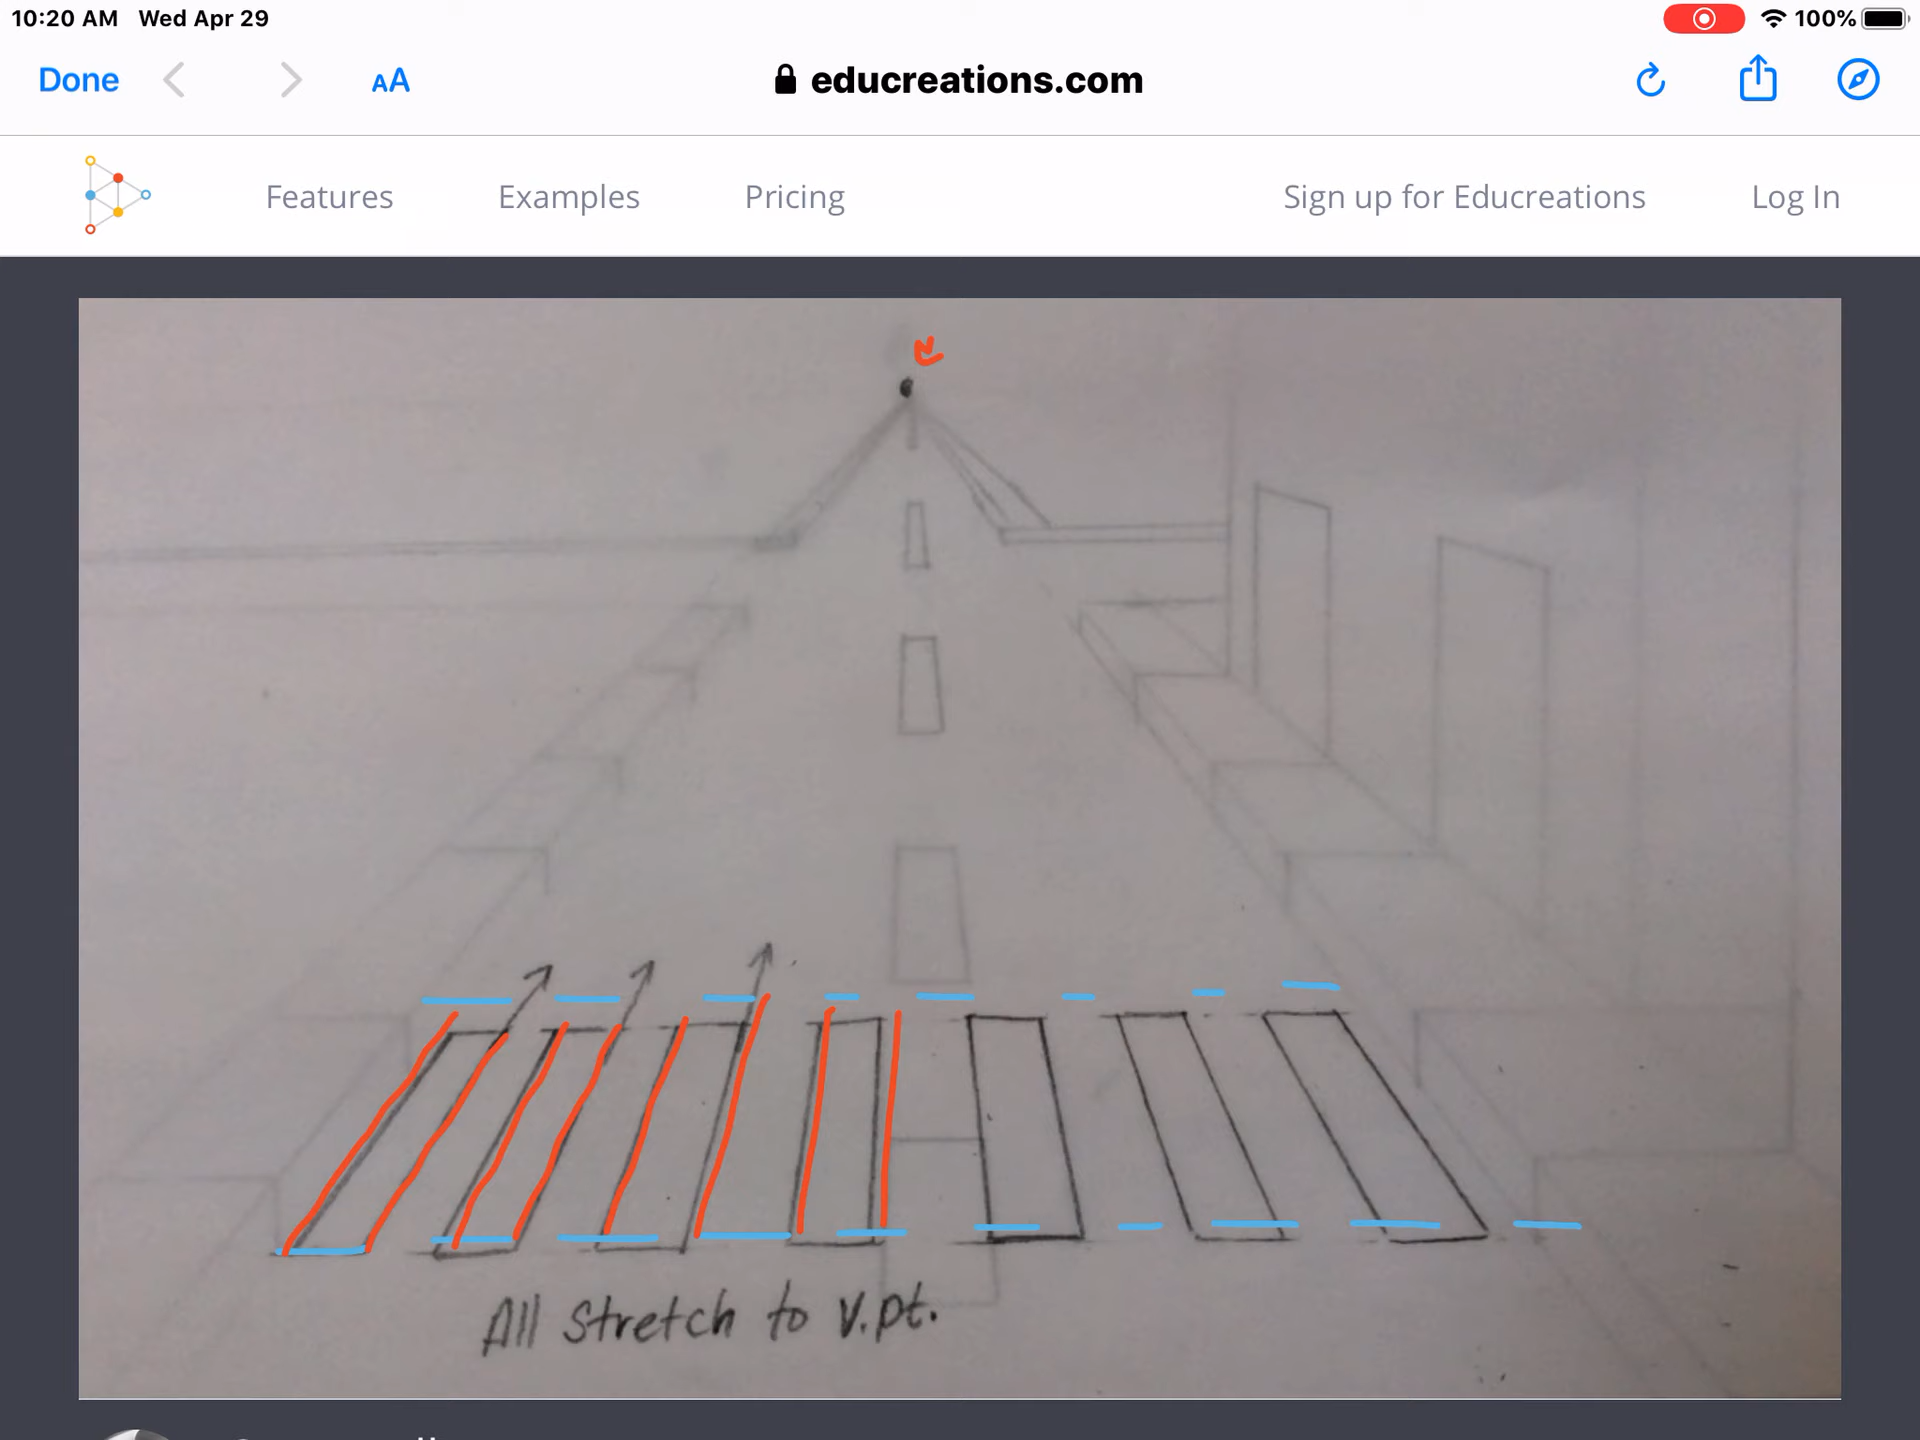 10:20 AM Wed Apr 29 100%
Done AA educreations.com
Features Examples Pricing Sign up for Educreations Log In
All Stretch to V.pt.